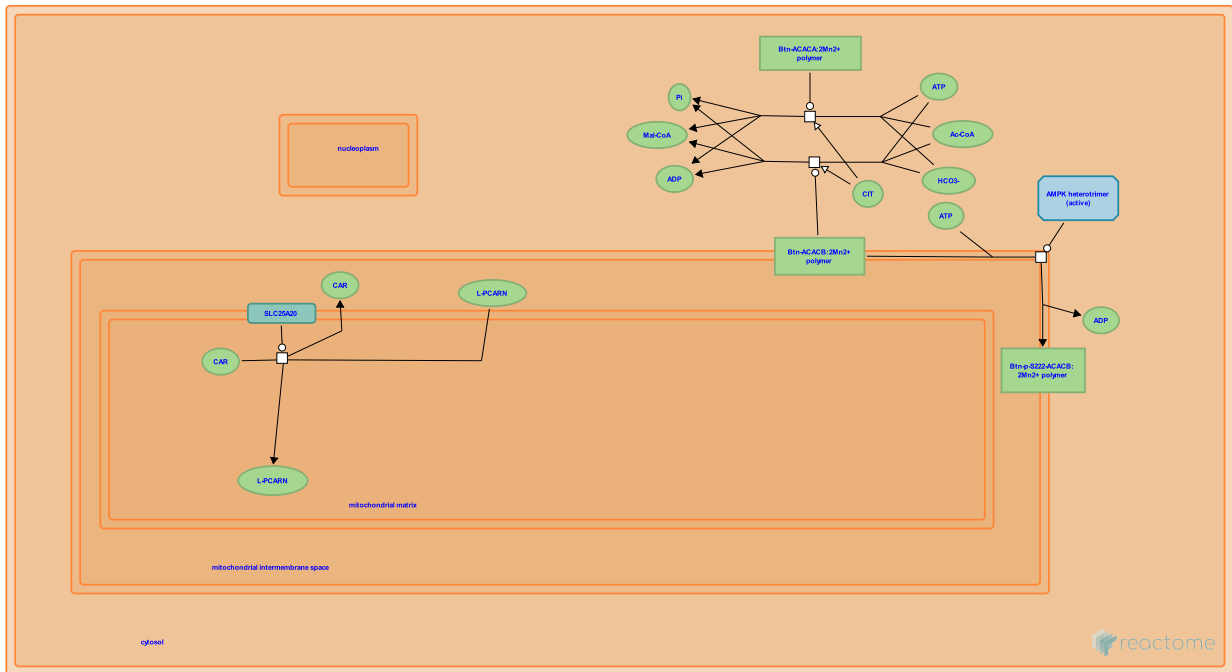 Btn-ACACA:2Mn2+
polymer
Pi
ATP
Mal-CoA
Ac-CoA
nucleoplasm
ADP
HCO3-
CIT
AMPK heterotrimer
(active)
ATP
Btn-ACACB:2Mn2+
polymer
CAR
L-PCARN
SLC25A20
ADP
CAR
Btn-p-S222-ACACB:
2Mn2+ polymer
L-PCARN
mitochondrial matrix
mitochondrial intermembrane space
cytosol
reactome